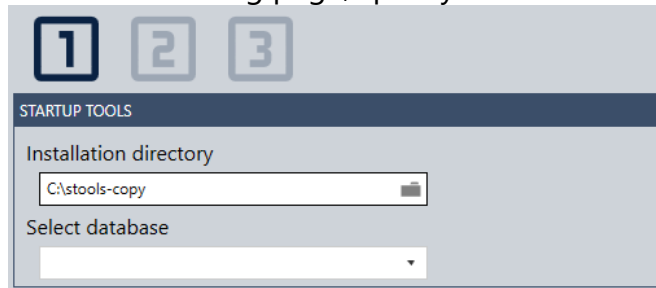 1 2 3
STARTUP TOOLS
Installation directory
C:\stools-copy
Select database